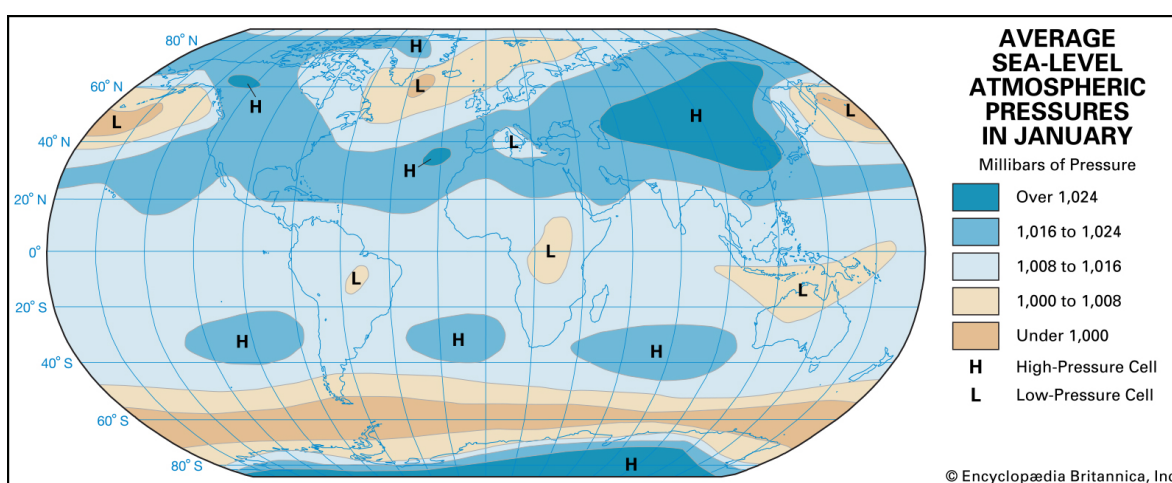 AVERAGE
SEA-LEVEL
ATMOSPHERIC
PRESSURES
IN JANUARY
Millibars of Pressure
Over 1,024
1,016 to 1,024
1,008 to 1,016
1,000 to 1,008
Under 1,000
H High-Pressure Cell
L Low-Pressure Cell
© Encyclopædia Britannica, Inc
80° N
H
60° N
H
L
L
L
H
40° N
L
H
20° N
0°
L
L
L
20° S
H
H
H
40° S
60° S
80° S
H